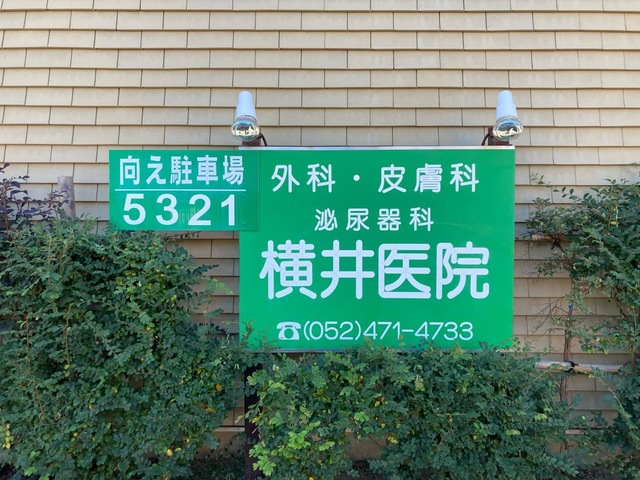 向え駐車場
5321
外科・皮膚科
泌尿器科
横井医院
☎(052)471-4733